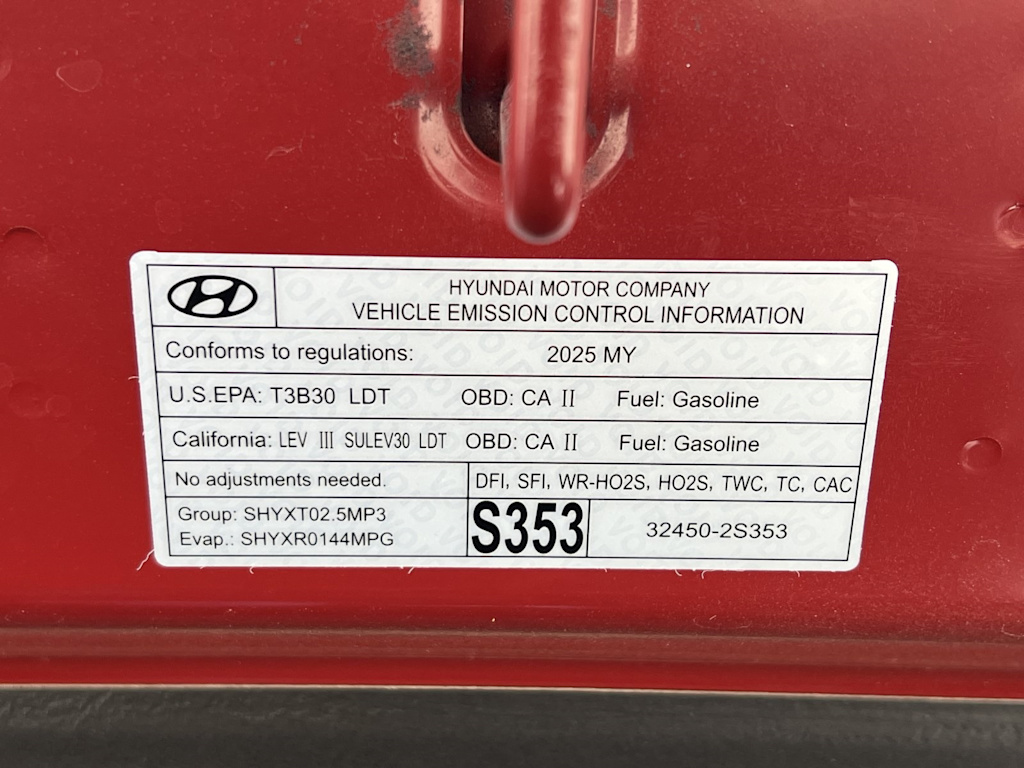 HYUNDAI MOTOR COMPANY
VEHICLE EMISSION CONTROL INFORMATION
Conforms to regulations: 2025 MY
U.S.EPA: T3B30 LDT OBD: CA II Fuel: Gasoline
California: LEV III SULEV30 LDT OBD: CA II Fuel: Gasoline
No adjustments needed. DFI, SFI, WR-HO2S, HO2S, TWC, TC, CAC
Group: SHYXT02.5MP3
Evap.: SHYXR0144MPG
S353
32450-2S353